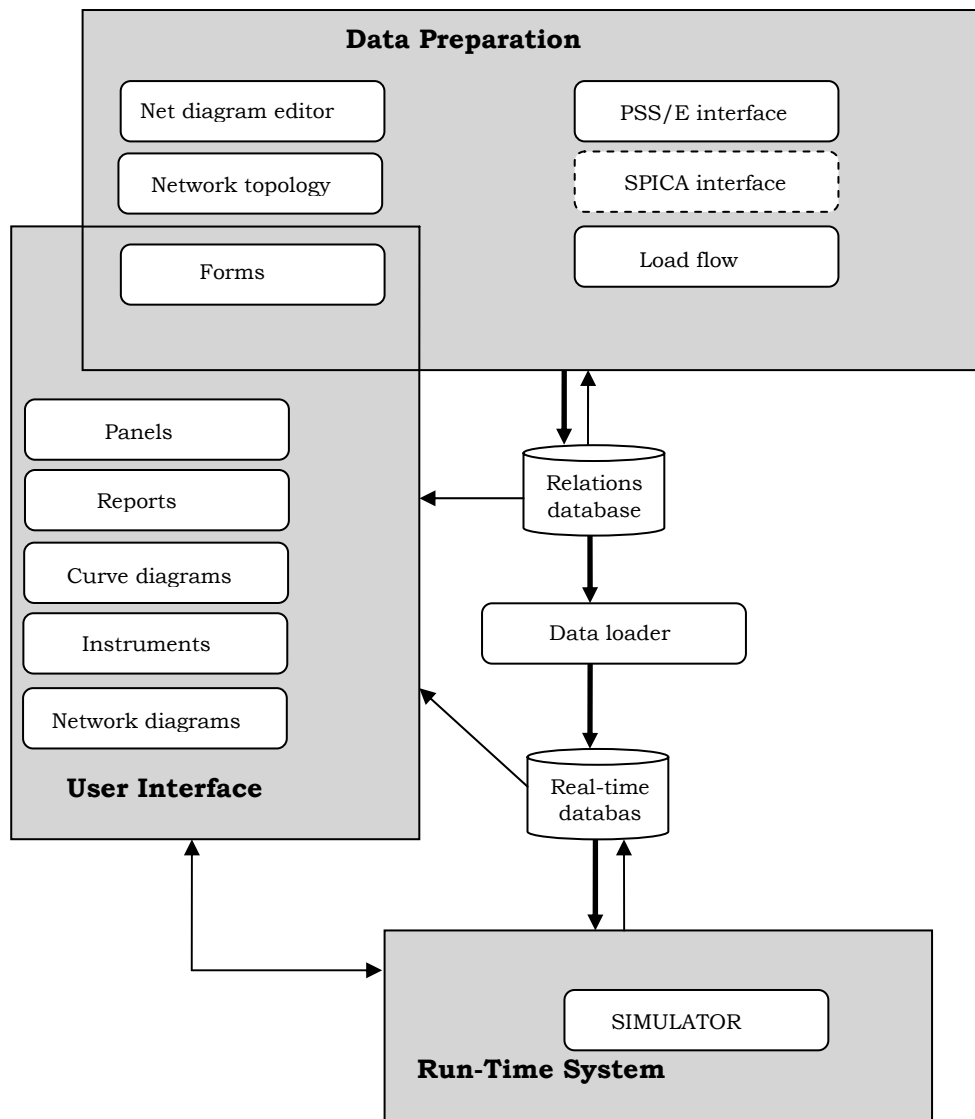 Data Preparation
Net diagram editor
PSS/E interface
Network topology
SPICA interface
Forms
Load flow
Panels
Reports
Curve diagrams
Instruments
Network diagrams
User Interface
Relations
database
Data loader
Real-time
databas
SIMULATOR
Run-Time System